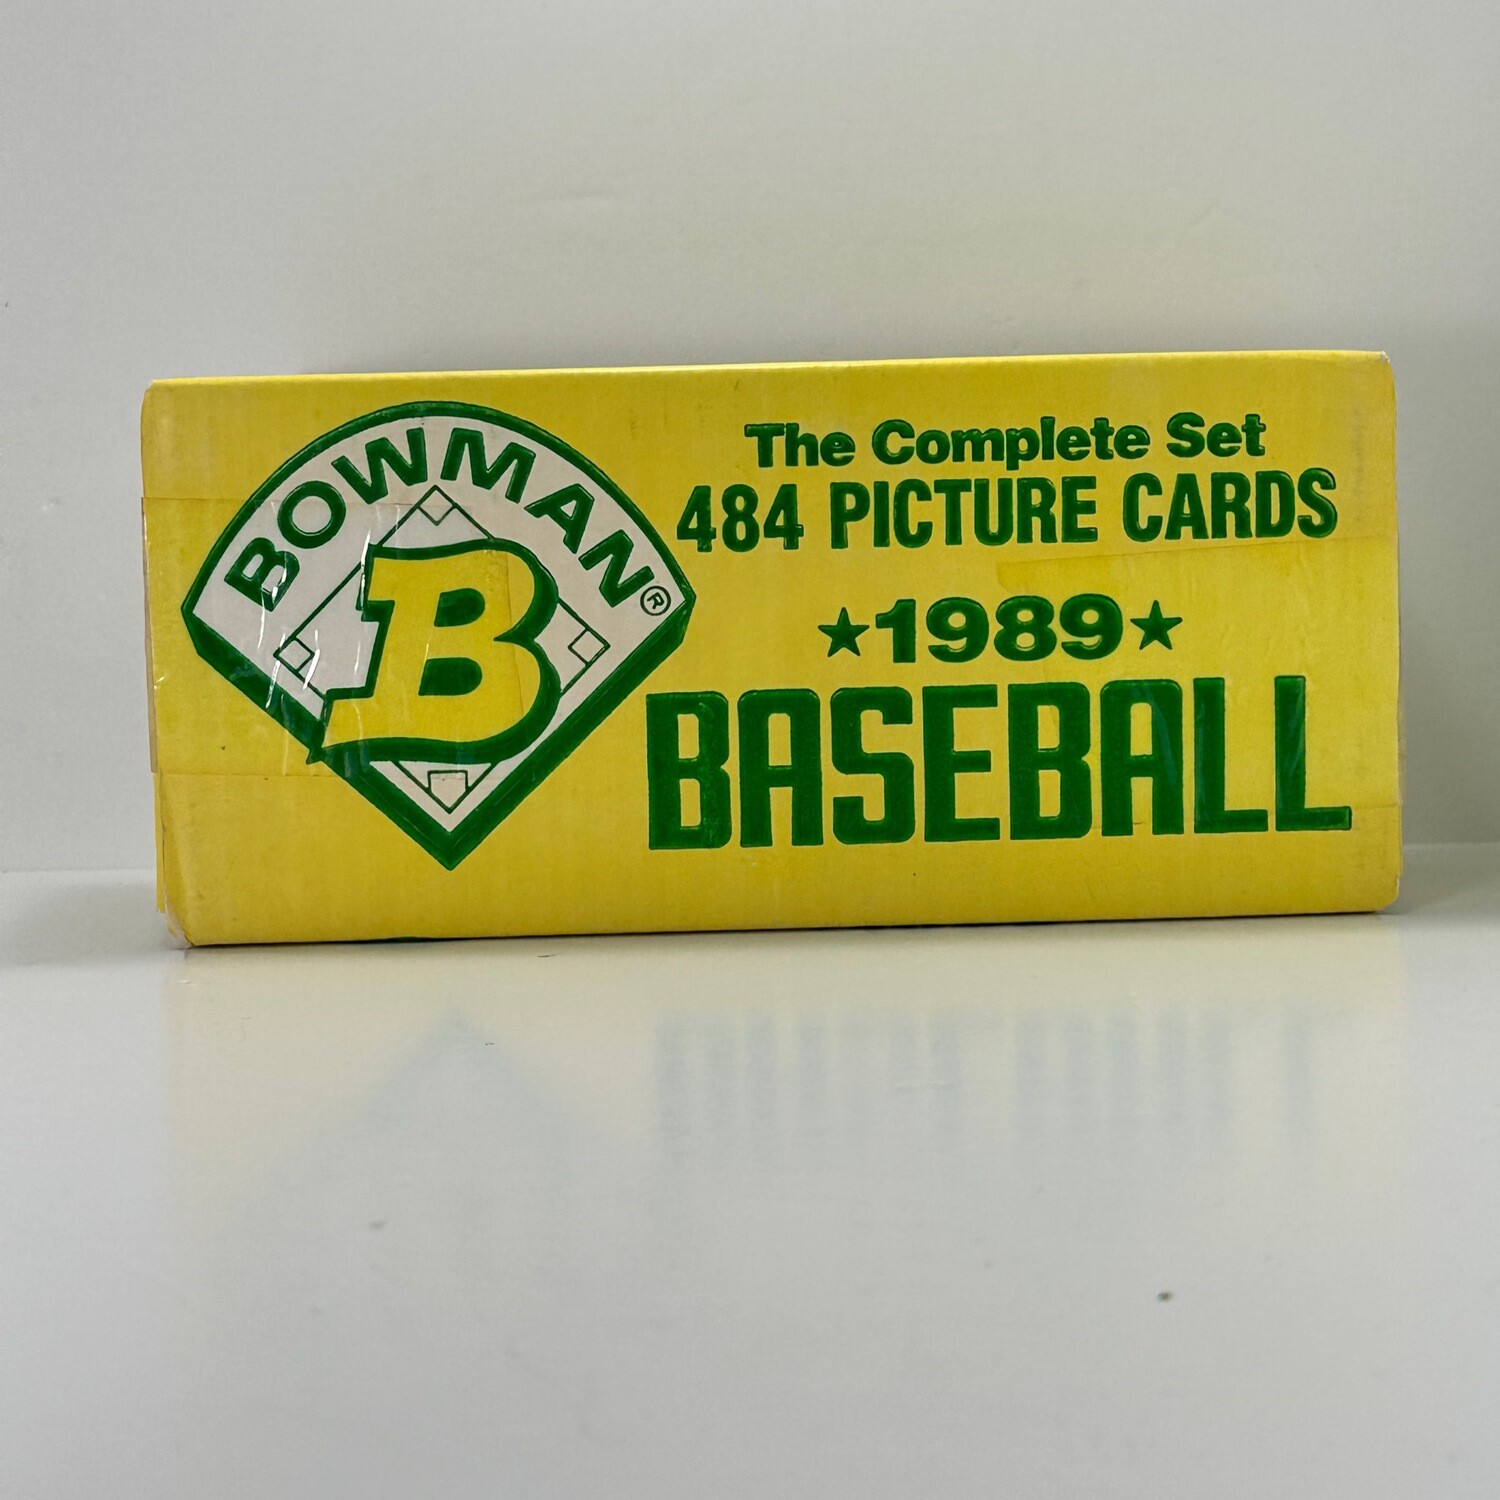 BOWMAN®
B
The Complete Set
484 PICTURE CARDS
★1989★
BASEBALL